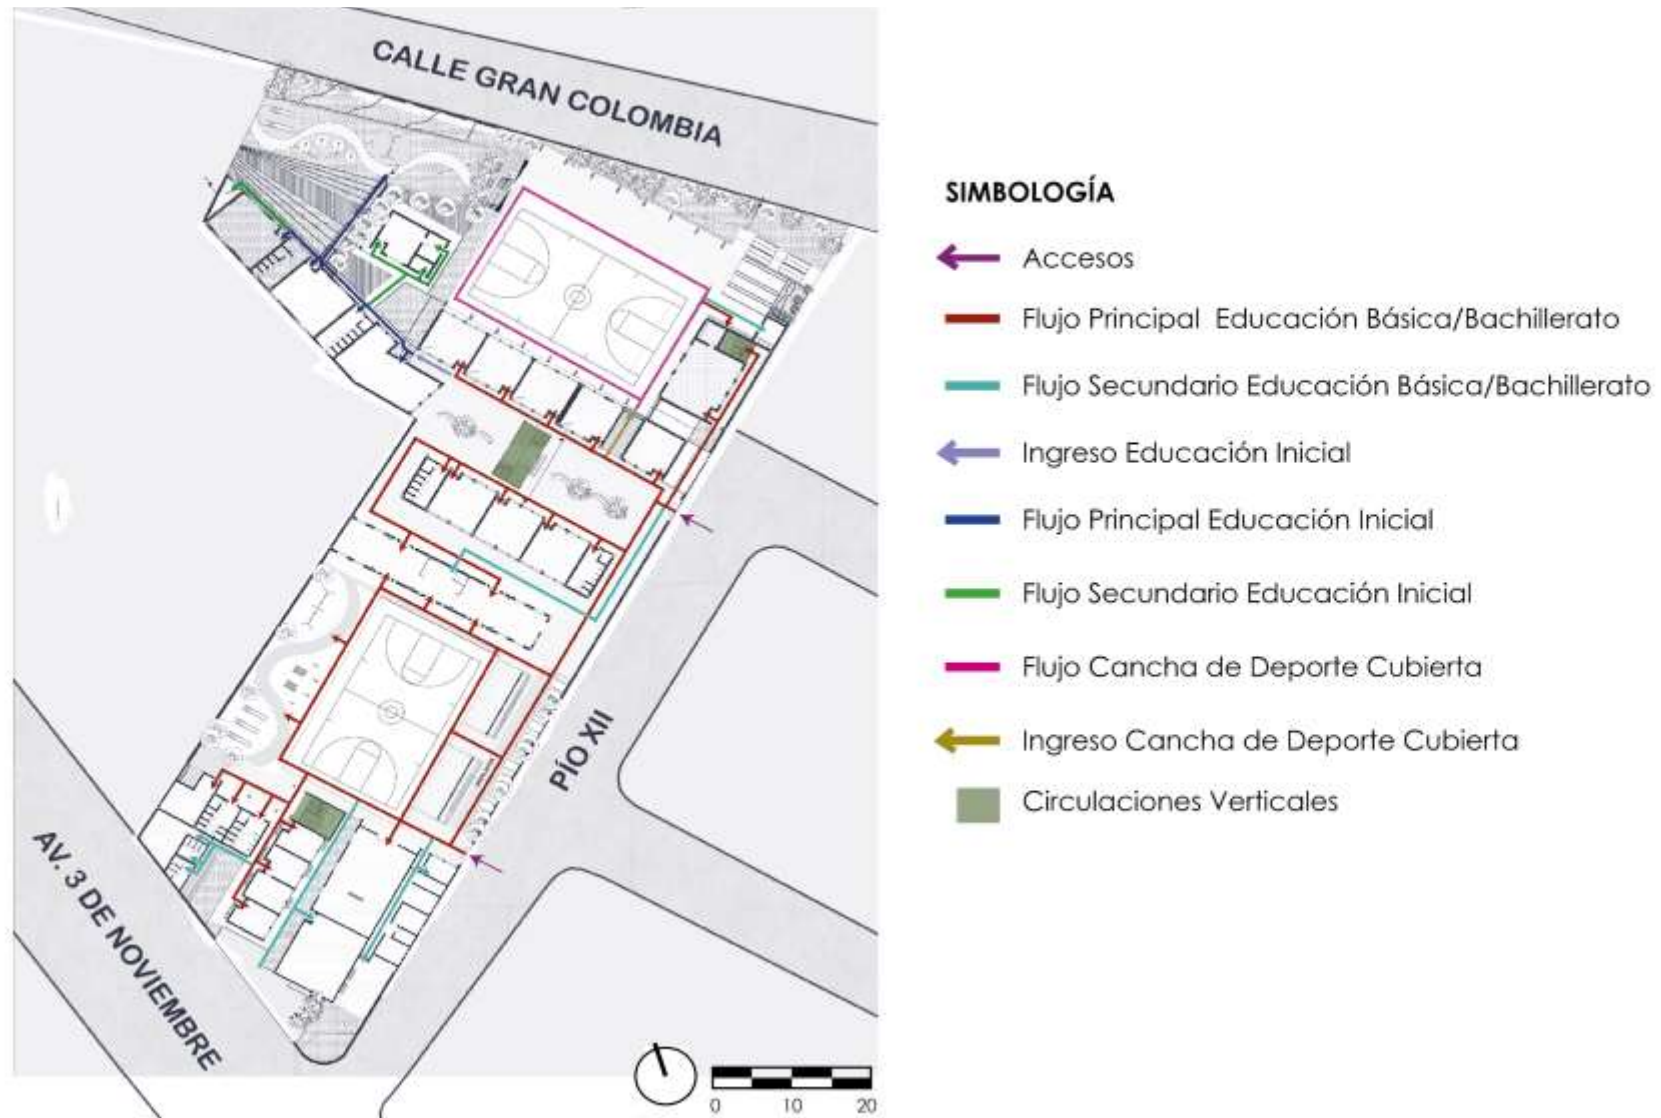 CALLE GRAN COLOMBIA
PÍO XII
AV. 3 DE NOVIEMBRE
0 10 20
SIMBOLOGÍA
Accesos
Flujo Principal Educación Básica/Bachillerato
Flujo Secundario Educación Básica/Bachillerato
Ingreso Educación Inicial
Flujo Principal Educación Inicial
Flujo Secundario Educación Inicial
Flujo Cancha de Deporte Cubierta
Ingreso Cancha de Deporte Cubierta
Circulaciones Verticales